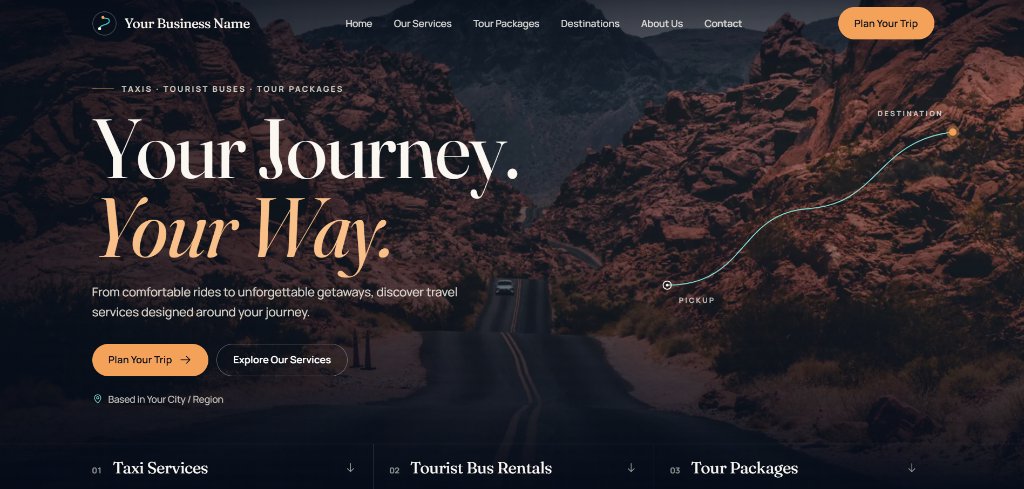 Your Business Name
Home Our Services Tour Packages Destinations About Us Contact
Plan Your Trip
TAXIS · TOURIST BUSES · TOUR PACKAGES
DESTINATION
Your Journey.
Your Way.
PICKUP
From comfortable rides to unforgettable getaways, discover travel
services designed around your journey.
Plan Your Trip → Explore Our Services
Based in Your City / Region
01 Taxi Services ↓ 02 Tourist Bus Rentals ↓ 03 Tour Packages ↓